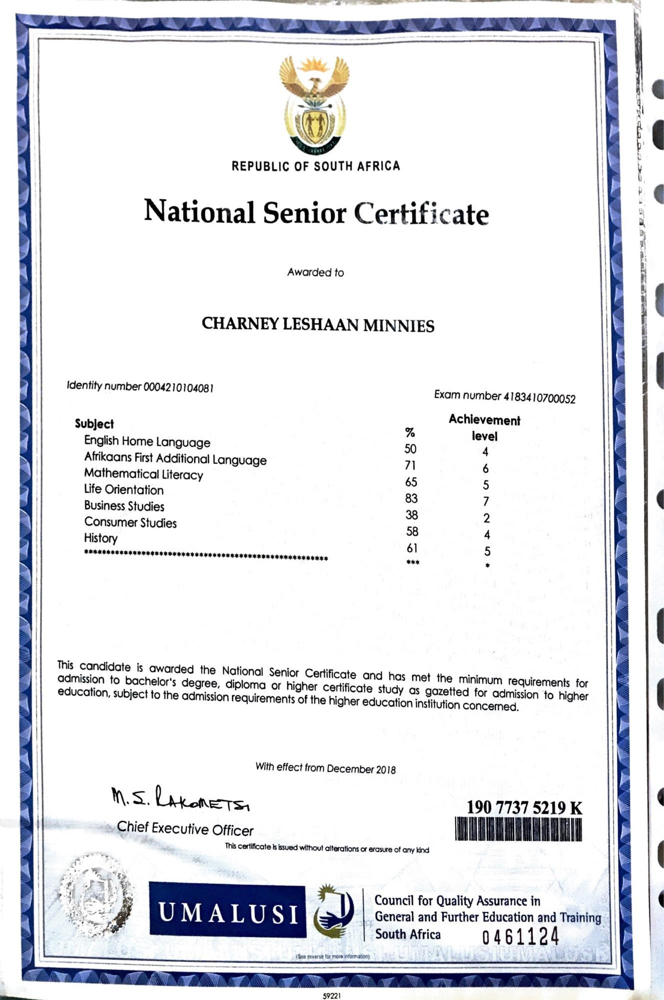 REPUBLIC OF SOUTH AFRICA
National Senior Certificate
Awarded to
CHARNEY LESHAAN MINNIES
Identity number 0004210104081
Exam number 4183410700052
Subject % Achievement level
English Home Language 50 4
Afrikaans First Additional Language 71 6
Mathematical Literacy 65 5
Life Orientation 83 7
Business Studies 38 2
Consumer Studies 58 4
History 61 5
******************************************************* *** *
This candidate is awarded the National Senior Certificate and has met the minimum requirements for
admission to bachelor's degree, diploma or higher certificate study as gazetted for admission to higher
education, subject to the admission requirements of the higher education institution concerned.
With effect from December 2018
M.S. RAKOMETSI
Chief Executive Officer
190 7737 5219 K
This certificate is issued without alterations or erasure of any kind
UMALUSI
Council for Quality Assurance in
General and Further Education and Training
South Africa
0461124
(See reverse for more information)
59221